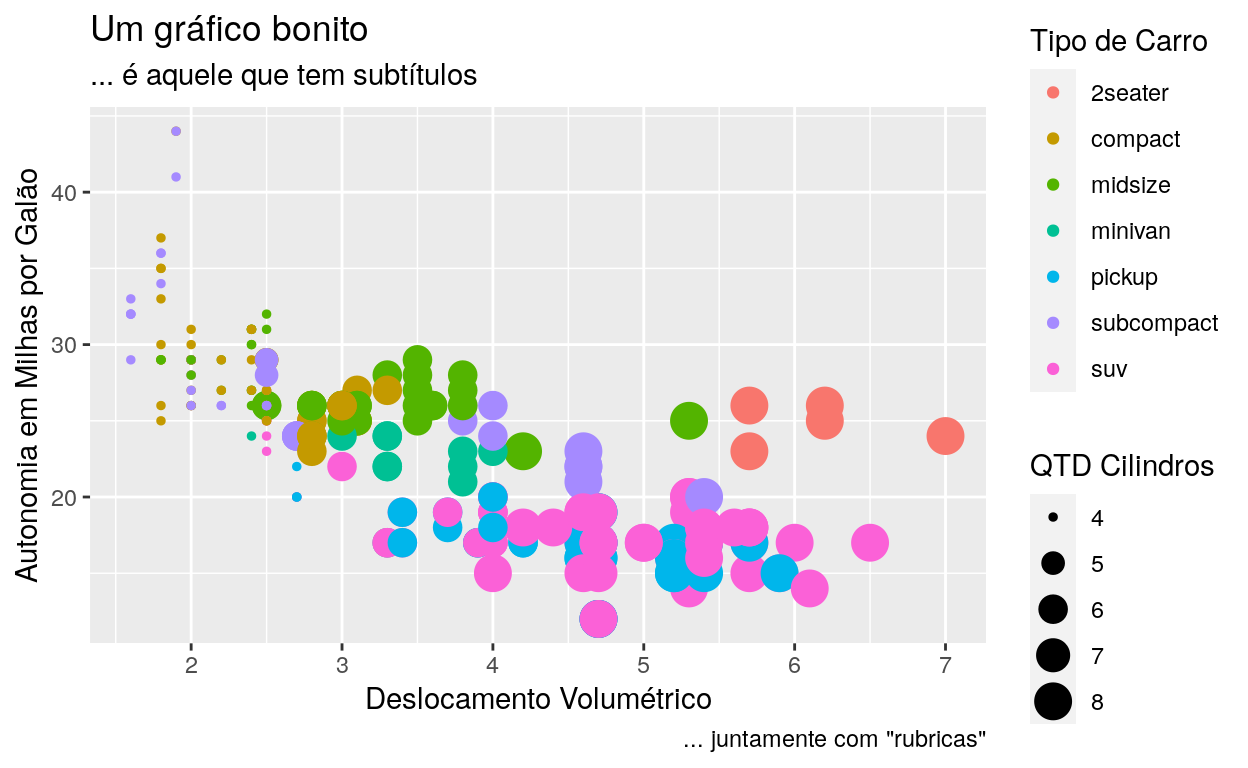 Um gráfico bonito
... é aquele que tem subtítulos
Autonomia em Milhas por Galão
40
30
20
2 3 4 5 6 7
Deslocamento Volumétrico
... juntamente com "rubricas"
Tipo de Carro
2seater
compact
midsize
minivan
pickup
subcompact
suv
QTD Cilindros
4
5
6
7
8